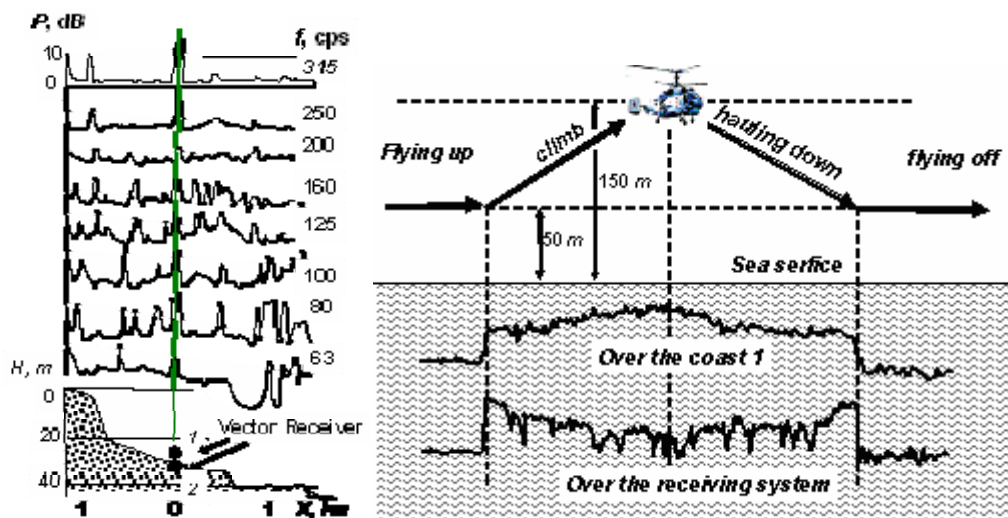 P, dB
f, cps
10
0
315
250
200
160
125
100
80
63
H, m
0
20
40
1
2
Vector Receiver
1 0 1 X,
Flying up
climb
hauling down
flying off
150 m
50 m
Sea serfice
Over the coast 1
Over the receiving system